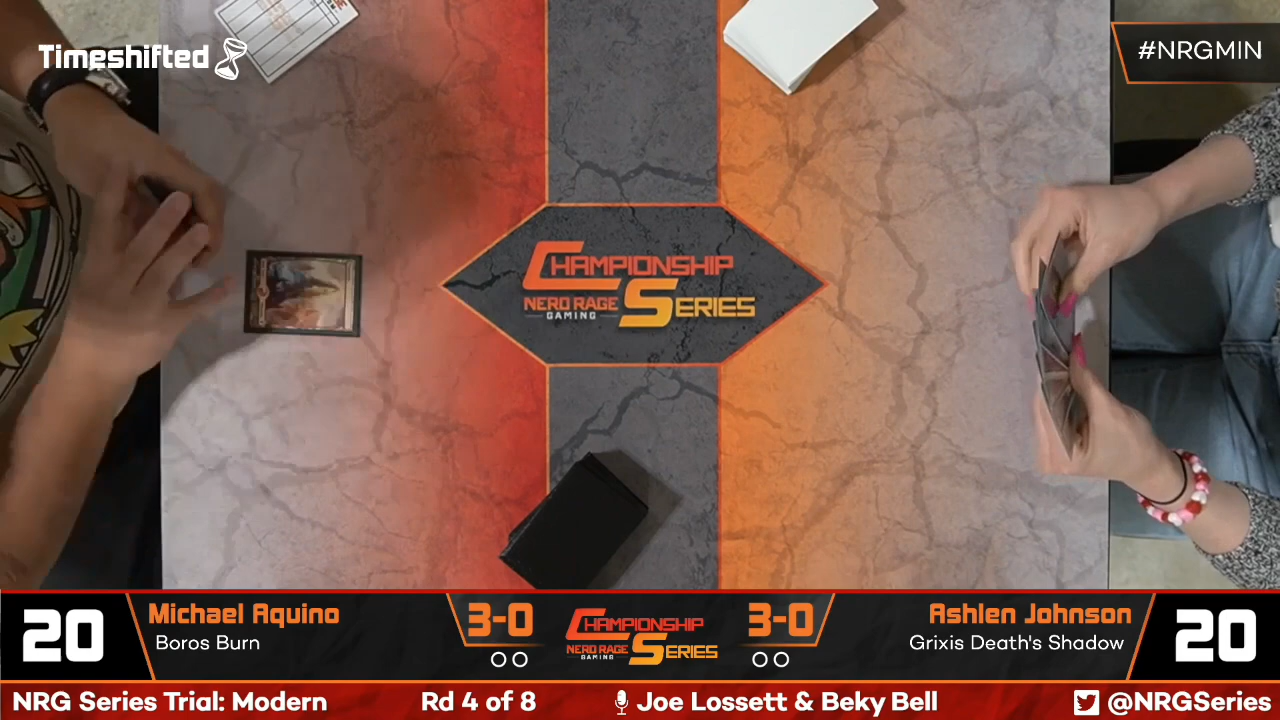 Timeshifted
#NRGMIN
CHAMPIONSHIP
NERD RAGE SERIES
GAMING
20
Michael Aquino
Boros Burn
3-0
CHAMPIONSHIP
NERD RAGE SERIES
GAMING
3-0
Ashlen Johnson
Grixis Death's Shadow
20
NRG Series Trial: Modern
Rd 4 of 8
Joe Lossett & Beky Bell
@NRGSeries